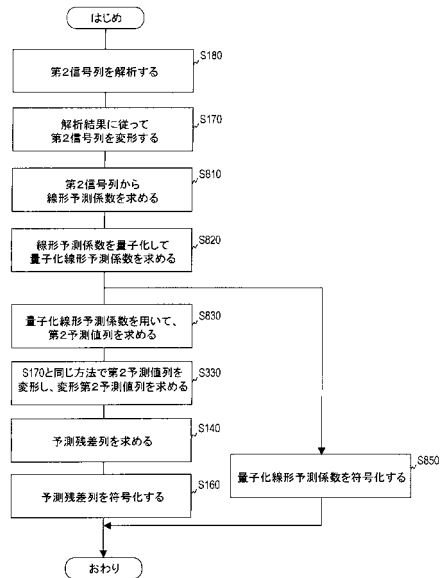 はじめ
S180
第2信号列を解析する
S170
解析結果に従って
第2信号列を変形する
S810
第2信号列から
線形予測係数を求める
S820
線形予測係数を量子化して
量子化線形予測係数を求める
S830
量子化線形予測係数を用いて、
第2予測値列を求める
S330
S170と同じ方法で第2予測値列を
変形し、変形第2予測値列を求める
S140
予測残差列を求める
S160
予測残差列を符号化する
S850
量子化線形予測係数を符号化する
おわり